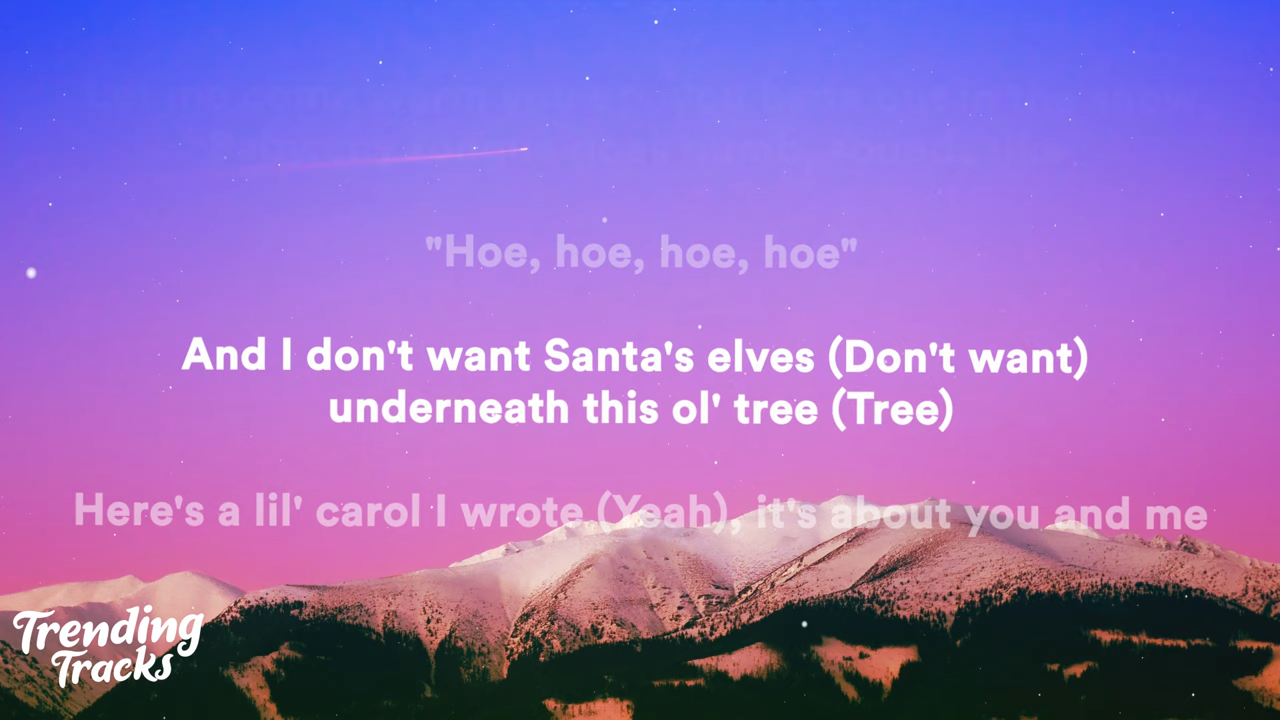 "Hoe, hoe, hoe, hoe"
And I don't want Santa's elves (Don't want)
underneath this ol' tree (Tree)
Here's a lil' carol I wrote (Yeah), it's about you and me
Trending
Tracks